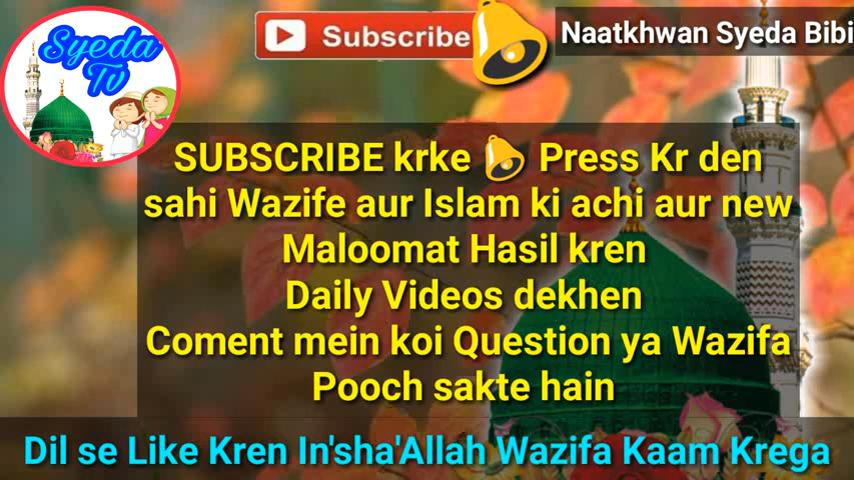 Syeda
Tv
Subscribe
Naatkhwan Syeda Bibi
SUBSCRIBE krke 🔔 Press Kr den
sahi Wazife aur Islam ki achi aur new
Maloomat Hasil kren
Daily Videos dekhen
Coment mein koi Question ya Wazifa
Pooch sakte hain
Dil se Like Kren In'sha'Allah Wazifa Kaam Krega